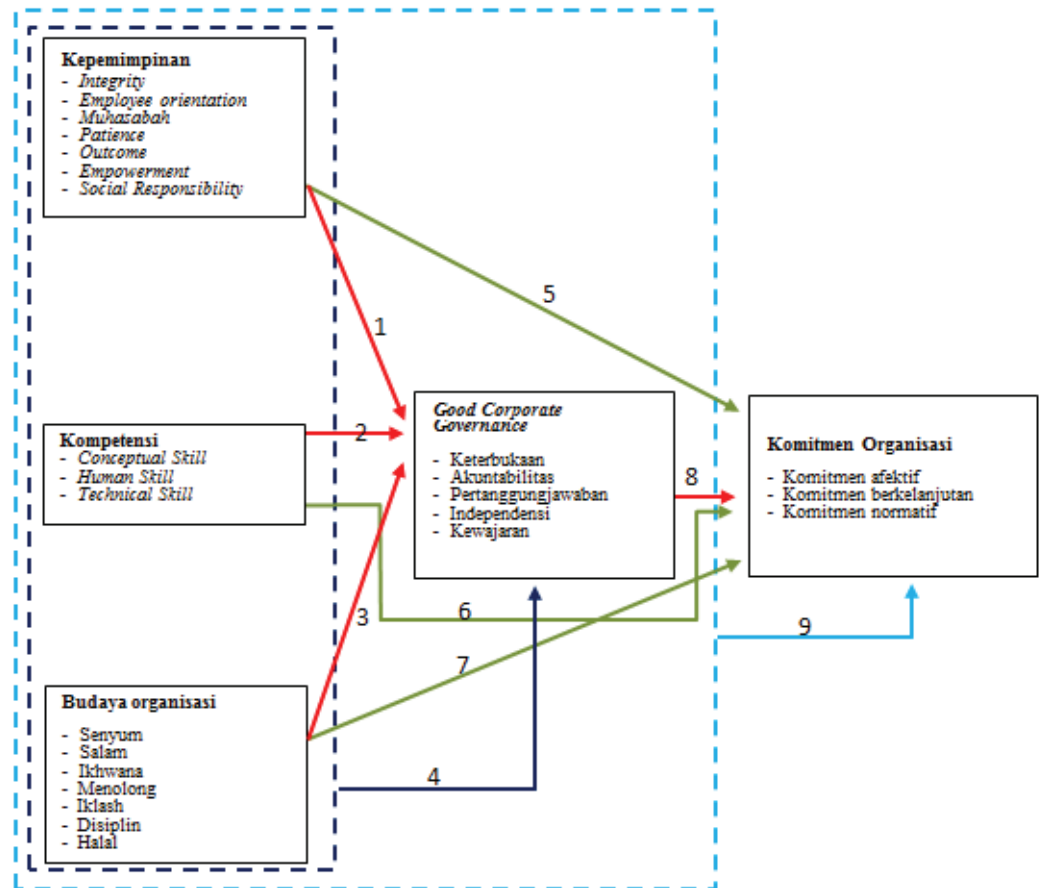 Kepemimpinan
- Integrity
- Employee orientation
- Muhasabah
- Patience
- Outcome
- Empowerment
- Social Responsibility
5
1
Kompetensi
- Conceptual Skill
- Human Skill
- Technical Skill
2
Good Corporate
Governance
- Keterbukaan
- Akuntabilitas
- Pertanggungjawaban
- Independensi
- Kewajaran
8
Komitmen Organisasi
- Komitmen afektif
- Komitmen berkelanjutan
- Komitmen normatif
3
6
9
7
Budaya organisasi
- Senyum
- Salam
- Ikhwana
- Menolong
- Iklash
- Disiplin
- Halal
4